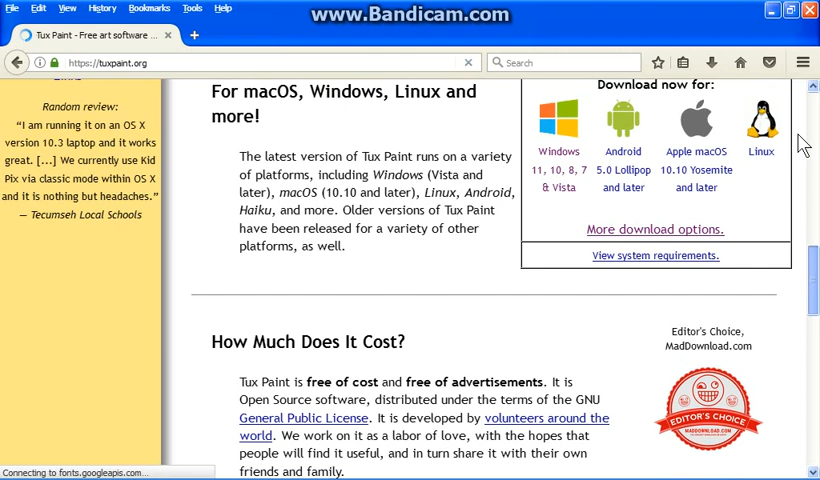 File Edit View History Bookmarks Tools Help
www.Bandicam.com
Tux Paint - Free art software ...
https://tuxpaint.org
Search
Random review:
“I am running it on an OS X
version 10.3 laptop and it works
great. [...] We currently use Kid
Pix via classic mode within OS X
and it is nothing but headaches.”
— Tecumseh Local Schools
For macOS, Windows, Linux and
more!
The latest version of Tux Paint runs on a variety
of platforms, including Windows (Vista and
later), macOS (10.10 and later), Linux, Android,
Haiku, and more. Older versions of Tux Paint
have been released for a variety of other
platforms, as well.
Download now for:
Windows
11, 10, 8, 7
& Vista
Android
5.0 Lollipop
and later
Apple macOS
10.10 Yosemite
and later
Linux
More download options.
View system requirements.
How Much Does It Cost?
Tux Paint is free of cost and free of advertisements. It is
Open Source software, distributed under the terms of the GNU
General Public License. It is developed by volunteers around the
world. We work on it as a labor of love, with the hopes that
people will find it useful, and in turn share it with their own
friends and family.
Editor's Choice,
MadDownload.com
EDITOR'S CHOICE
MADDOWNLOAD.COM
Connecting to fonts.googleapis.com...